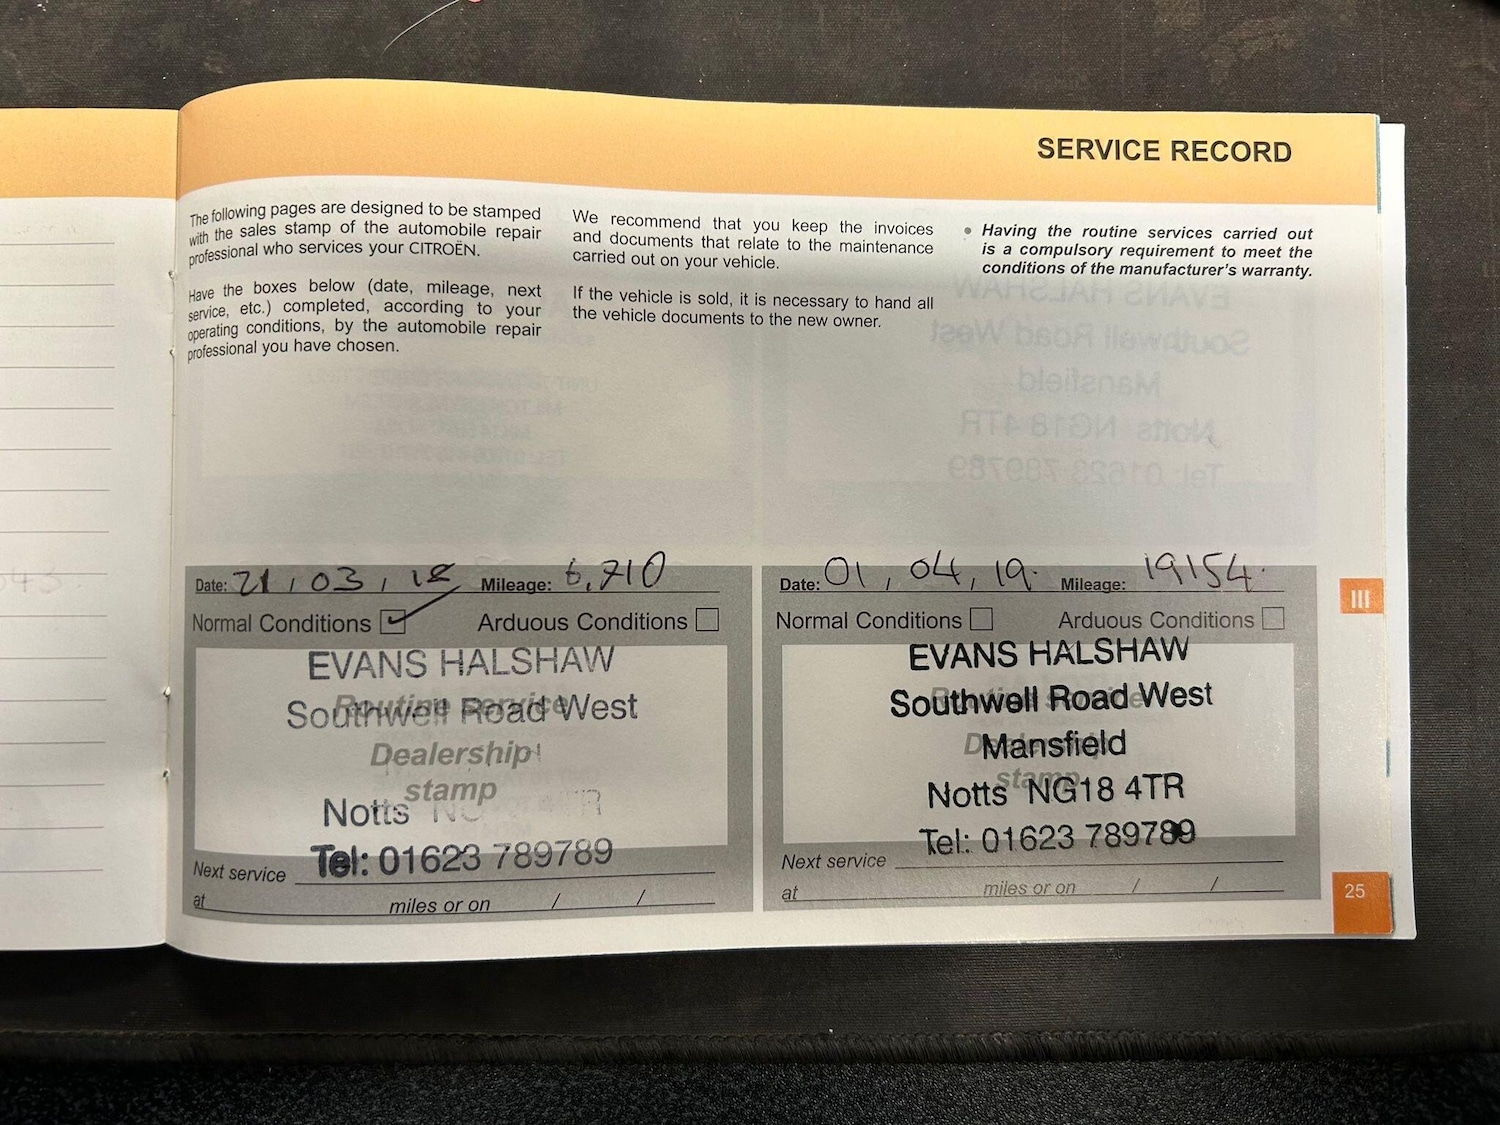 SERVICE RECORD
The following pages are designed to be stamped
with the sales stamp of the automobile repair
professional who services your CITROËN.
Have the boxes below (date, mileage, next
service, etc.) completed, according to your
operating conditions, by the automobile repair
professional you have chosen.
We recommend that you keep the invoices
and documents that relate to the maintenance
carried out on your vehicle.
If the vehicle is sold, it is necessary to hand all
the vehicle documents to the new owner.
• Having the routine services carried out
is a compulsory requirement to meet the
conditions of the manufacturer's warranty.
Date: 21 / 03 / 18 Mileage: 6,710
Normal Conditions Arduous Conditions
EVANS HALSHAW
Routine service
Southwell Road West
Dealership
stamp
Notts NG18 4TR
Tel: 01623 789789
Next service
at miles or on / /
Date: 01 / 04 / 19 Mileage: 19154
Normal Conditions Arduous Conditions
EVANS HALSHAW
Routine service
Southwell Road West
Dealership
Mansfield
stamp
Notts NG18 4TR
Tel: 01623 789789
Next service
at miles or on / /
III
25